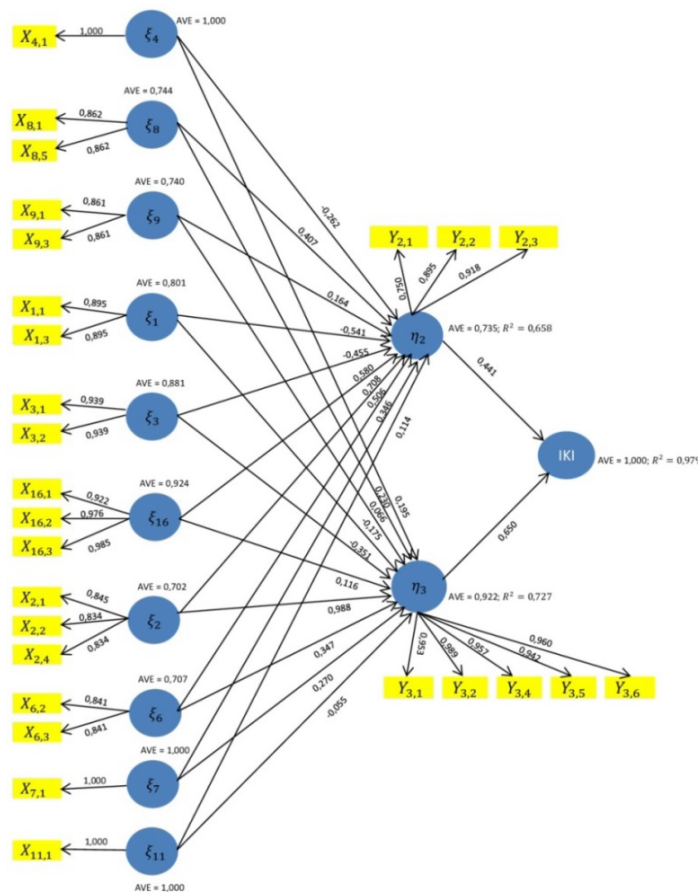 AVE = 1,000
X4,1
1,000
ξ4
AVE = 0,744
X8,1
0,862
ξ8
X8,5
0,862
AVE = 0,740
X9,1
0,861
ξ9
X9,3
0,861
AVE = 0,801
X1,1
0,895
ξ1
X1,3
0,895
AVE = 0,881
X3,1
0,939
ξ3
X3,2
0,939
AVE = 0,924
X16,1
0,922
X16,2
0,976
ξ16
X16,3
0,985
AVE = 0,702
X2,1
0,845
X2,2
0,834
ξ2
X2,4
0,834
AVE = 0,707
X6,2
0,841
ξ6
X6,3
0,841
AVE = 1,000
X7,1
1,000
ξ7
X11,1
1,000
ξ11
AVE = 1,000
-0,262
0,407
0,164
-0,541
-0,455
0,580
0,708
0,506
0,346
0,114
0,195
0,230
0,066
-0,175
-0,351
0,116
0,988
0,347
0,270
-0,055
Y2,1
Y2,2
Y2,3
0,750
0,895
0,918
η2
AVE = 0,735; R² = 0,658
0,441
IKI
AVE = 1,000; R² = 0,979
0,650
η3
AVE = 0,922; R² = 0,727
0,953
0,989
0,957
0,942
0,960
Y3,1
Y3,2
Y3,4
Y3,5
Y3,6